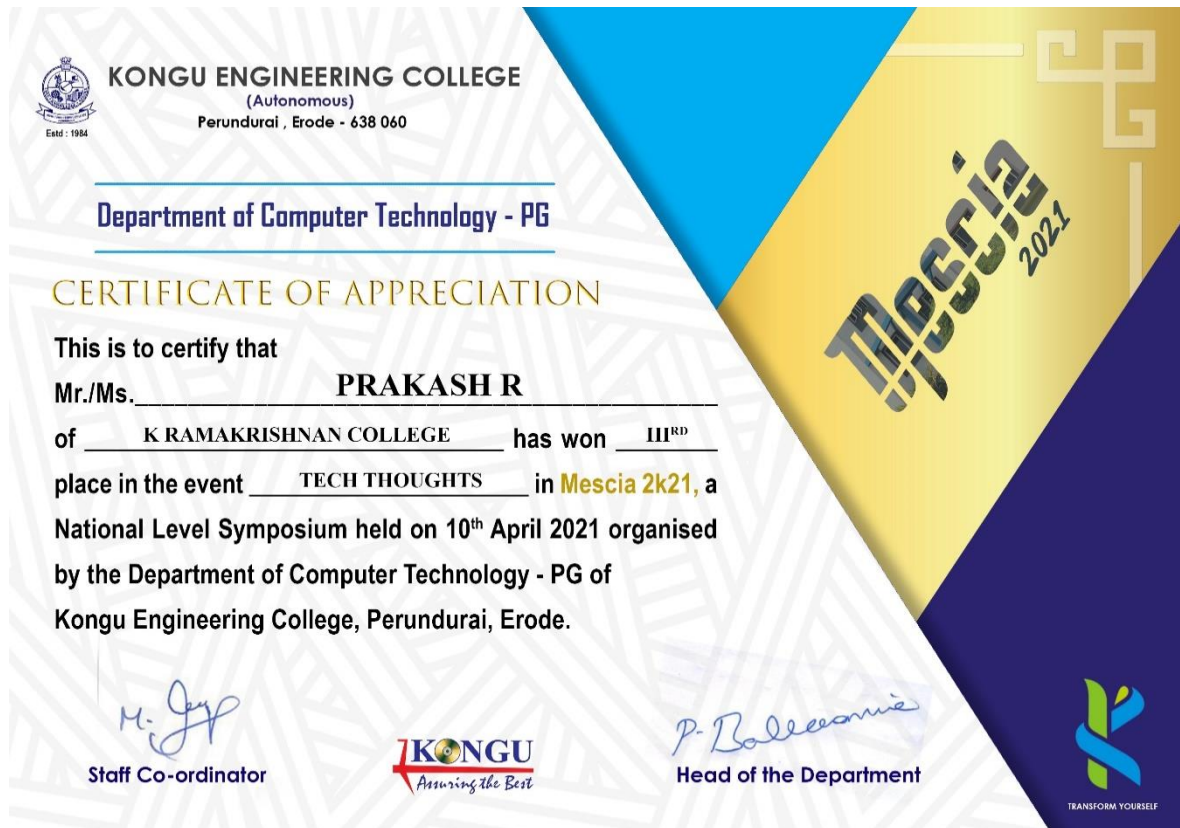 KONGU ENGINEERING COLLEGE
(Autonomous)
Perundurai , Erode - 638 060
Estd : 1984
Department of Computer Technology - PG
CERTIFICATE OF APPRECIATION
This is to certify that
Mr./Ms. PRAKASH R
of K RAMAKRISHNAN COLLEGE has won IIIRD
place in the event TECH THOUGHTS in Mescia 2k21, a
National Level Symposium held on 10th April 2021 organised
by the Department of Computer Technology - PG of
Kongu Engineering College, Perundurai, Erode.
Mescia
2021
Staff Co-ordinator
KONGU
Assuring the Best
Head of the Department
TRANSFORM YOURSELF